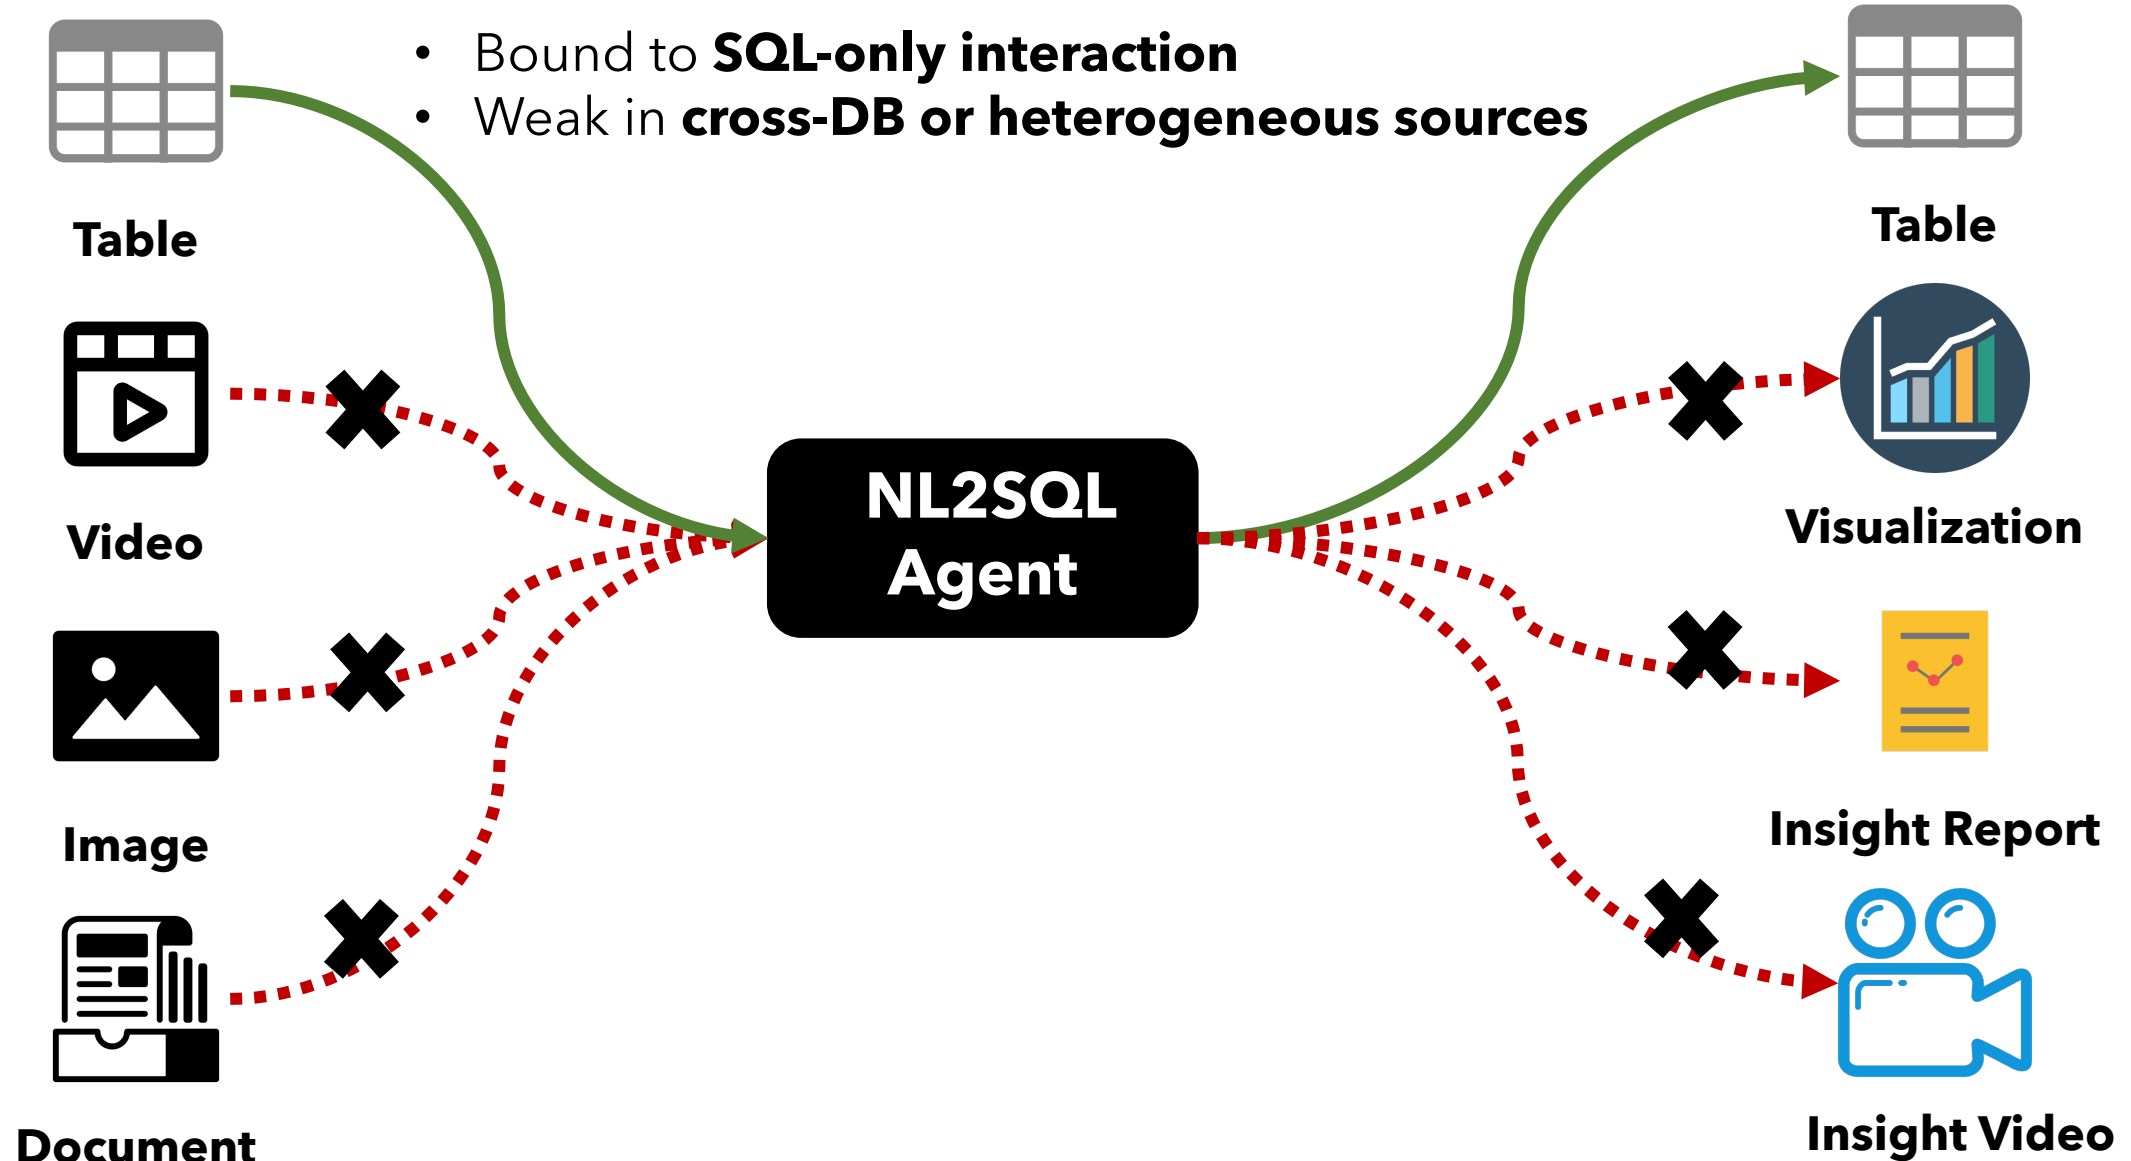 • Bound to SQL-only interaction
• Weak in cross-DB or heterogeneous sources
Table
Video
Image
Document
NL2SQL
Agent
Table
Visualization
Insight Report
Insight Video